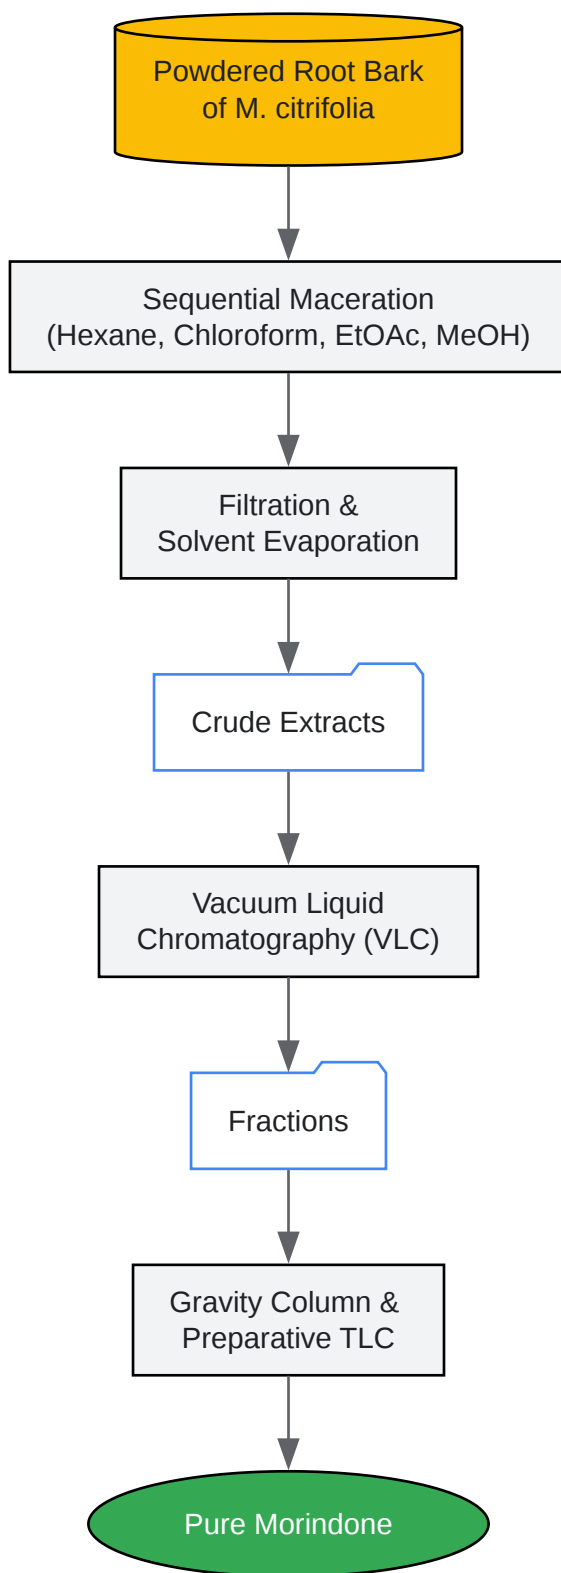 Powdered Root Bark
of M. citrifolia
Sequential Maceration
(Hexane, Chloroform, EtOAc, MeOH)
Filtration &
Solvent Evaporation
Crude Extracts
Vacuum Liquid
Chromatography (VLC)
Fractions
Gravity Column &
Preparative TLC
Pure Morindone